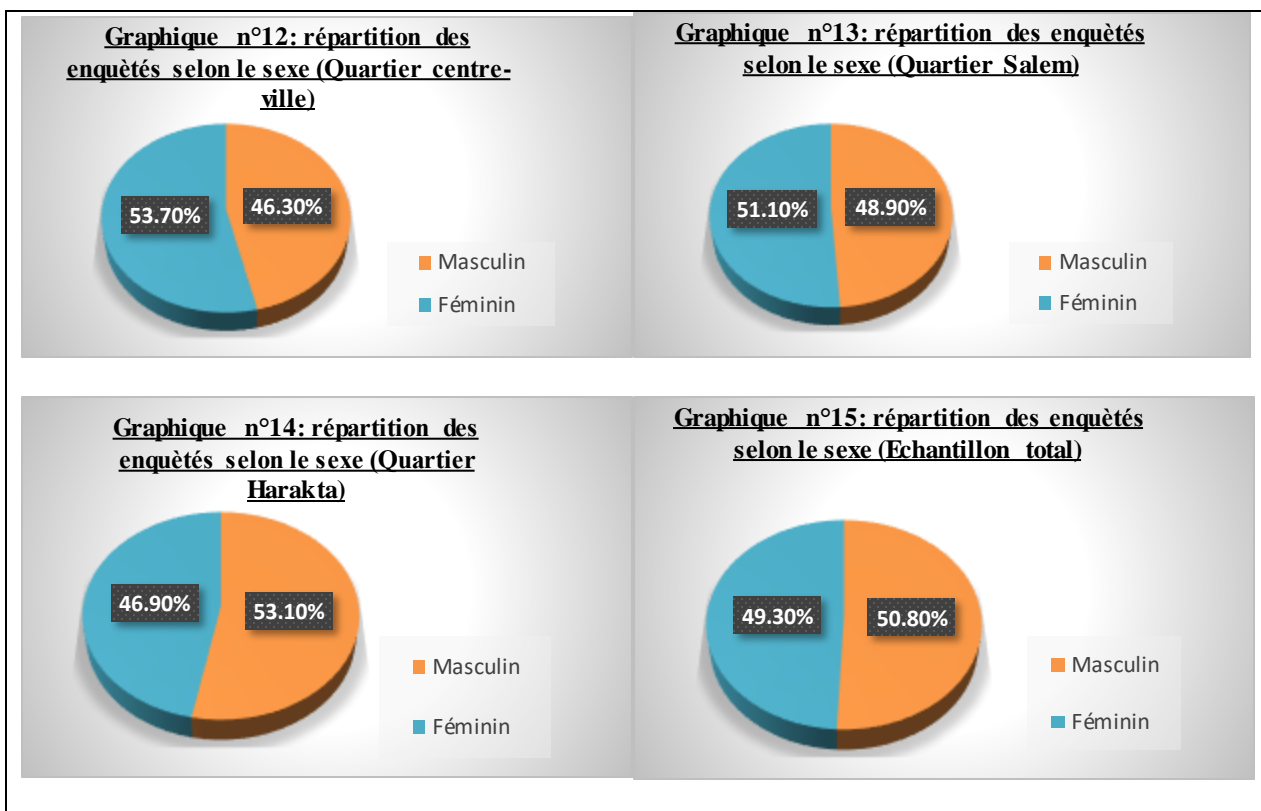 Graphique n°12: répartition des
enquètés selon le sexe (Quartier centre-
ville)
53.70%
46.30%
Masculin
Féminin
Graphique n°13: répartition des enquètés
selon le sexe (Quartier Salem)
51.10%
48.90%
Masculin
Féminin
Graphique n°14: répartition des
enquètés selon le sexe (Quartier
Harakta)
46.90%
53.10%
Masculin
Féminin
Graphique n°15: répartition des enquètés
selon le sexe (Echantillon total)
49.30%
50.80%
Masculin
Féminin